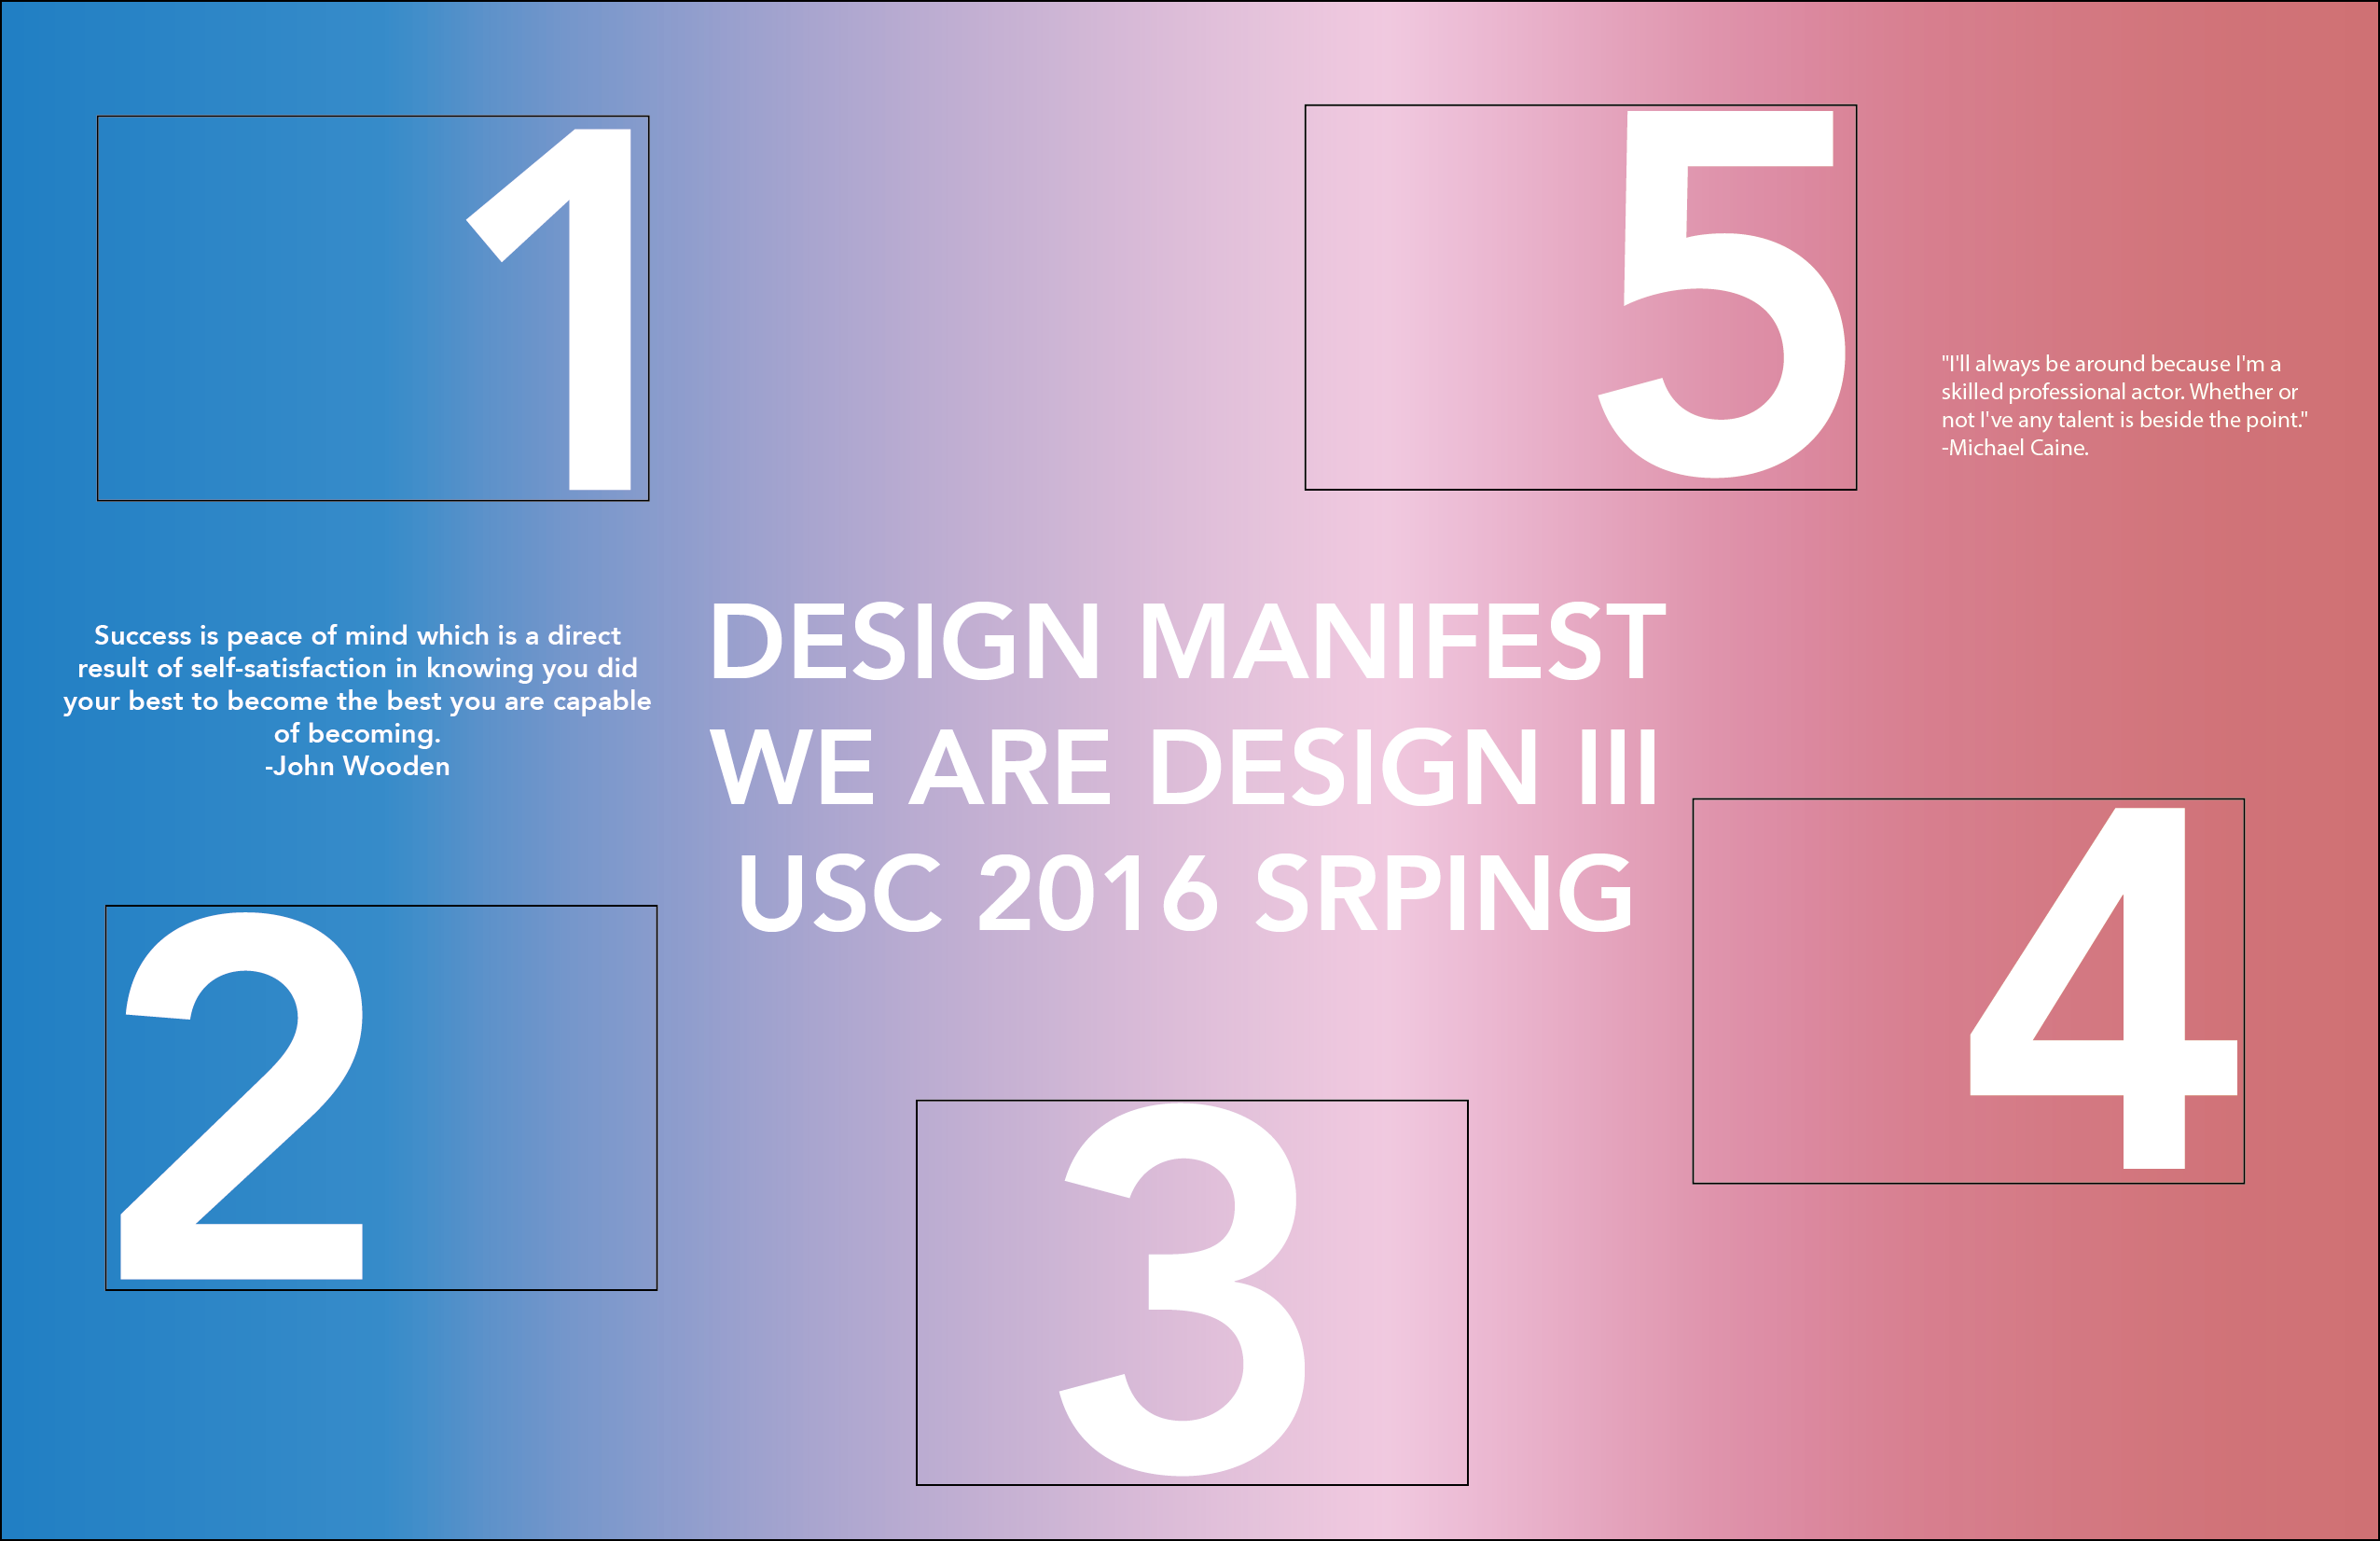 1
5
"I'll always be around because I'm a
skilled professional actor. Whether or
not I've any talent is beside the point."
-Michael Caine.
Success is peace of mind which is a direct
result of self-satisfaction in knowing you did
your best to become the best you are capable
of becoming.
-John Wooden
DESIGN MANIFEST
WE ARE DESIGN III
USC 2016 SRPING
2
4
3